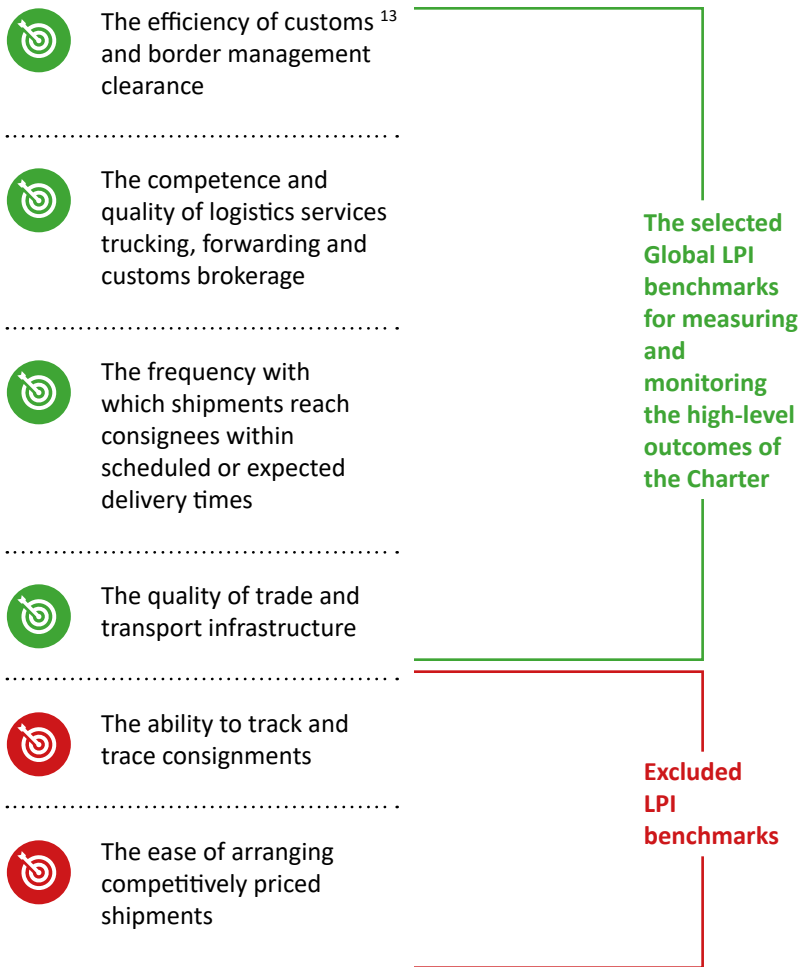 The efficiency of customs 13
and border management
clearance
The competence and
quality of logistics services
trucking, forwarding and
customs brokerage
The frequency with
which shipments reach
consignees within
scheduled or expected
delivery times
The quality of trade and
transport infrastructure
The selected
Global LPI
benchmarks
for measuring
and
monitoring
the high-level
outcomes of
the Charter
The ability to track and
trace consignments
The ease of arranging
competitively priced
shipments
Excluded
LPI
benchmarks